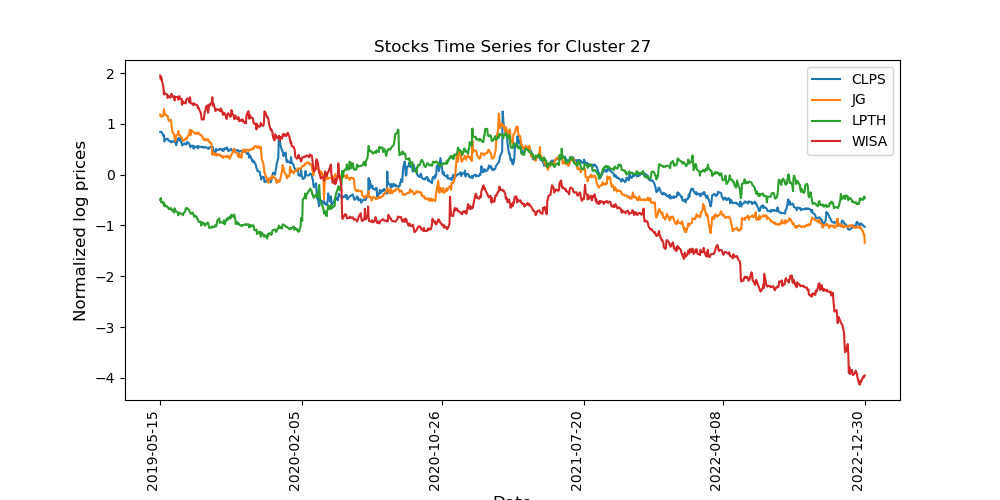 Stocks Time Series for Cluster 27
CLPS
JG
LPTH
WISA
Normalized log prices
2
1
0
−1
−2
−3
−4
2019-05-15
2020-02-05
2020-10-26
2021-07-20
2022-04-08
2022-12-30